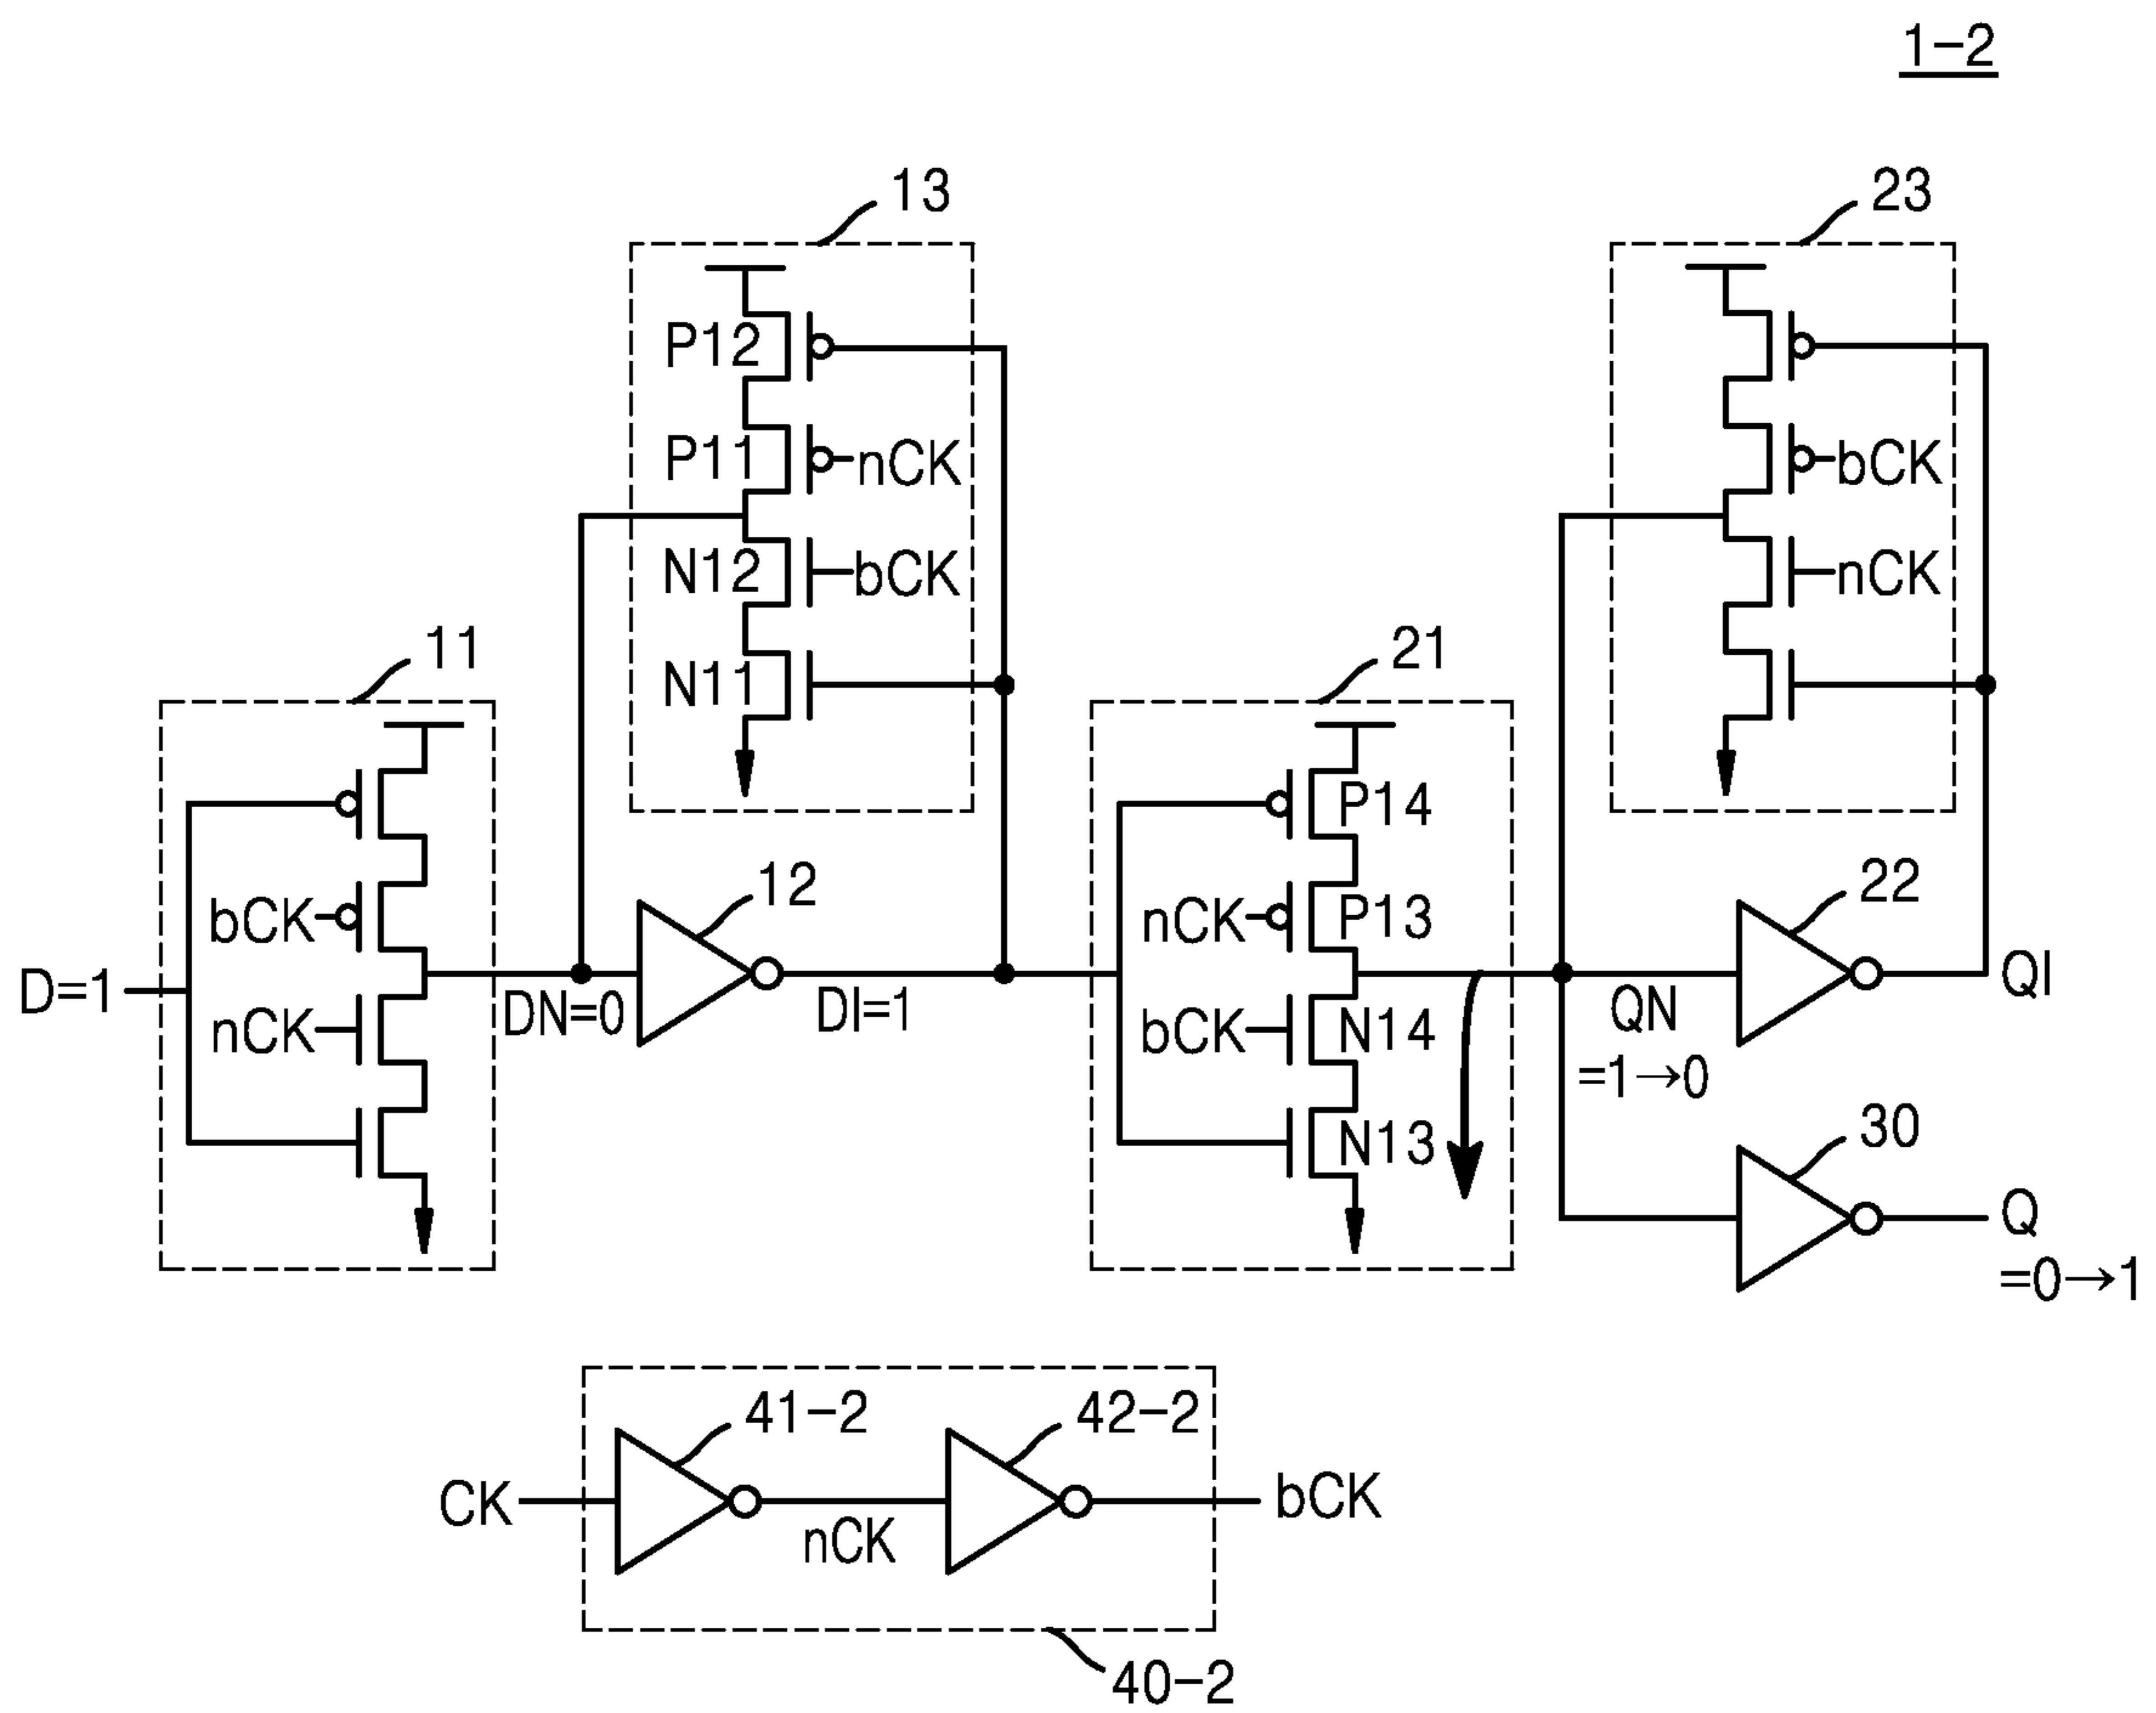 1-2
13
23
P12
P11
nCK
bCK
N12
bCK
nCK
N11
11
21
P14
12
22
bCK
nCK
P13
D=1
QI
nCK
DN=0
DI=1
bCK
N14
QN
=1→0
30
N13
Q
=0→1
41-2
42-2
CK
bCK
nCK
40-2